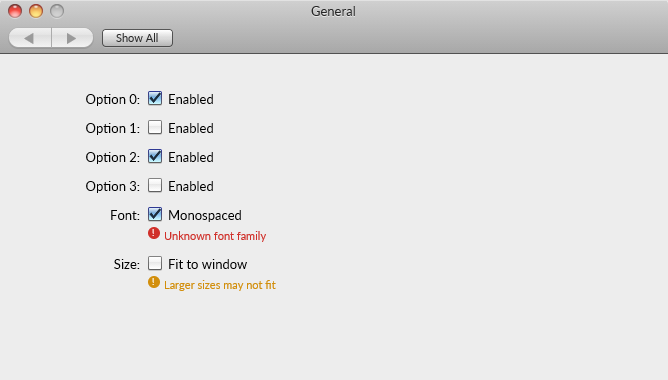 General
Show All
Option 0: Enabled
Option 1: Enabled
Option 2: Enabled
Option 3: Enabled
Font: Monospaced
Unknown font family
Size: Fit to window
Larger sizes may not fit